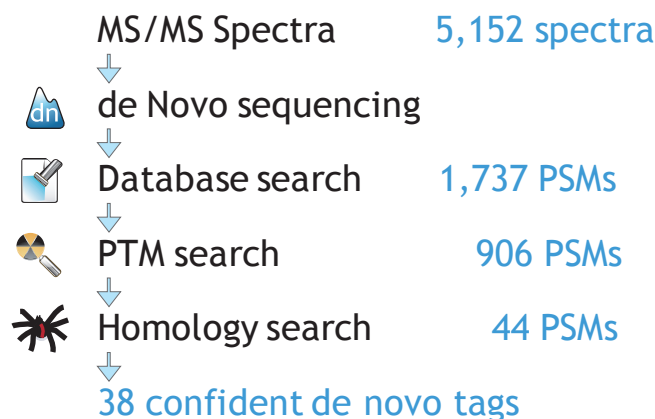 MS/MS Spectra 5,152 spectra
dn de Novo sequencing
Database search 1,737 PSMs
PTM search 906 PSMs
Homology search 44 PSMs
38 confident de novo tags